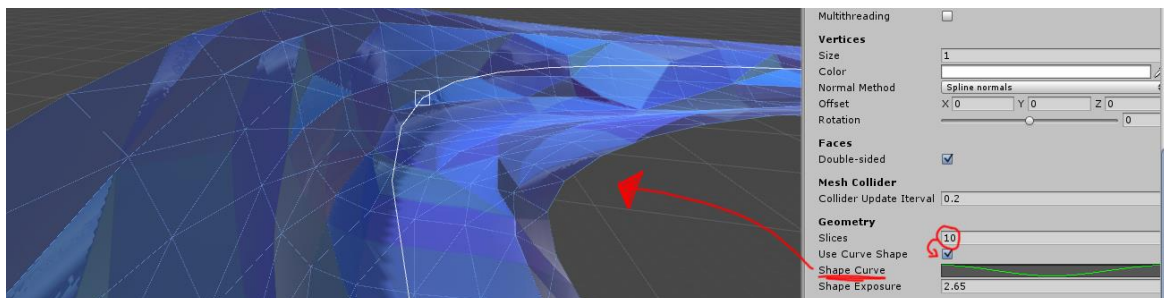 Multithreading
Vertices
Size 1
Color
Normal Method Spline normals
Offset X 0 Y 0 Z 0
Rotation 0
Faces
Double-sided
Mesh Collider
Collider Update Iterval 0.2
Geometry
Slices 10
Use Curve Shape
Shape Curve
Shape Exposure 2.65